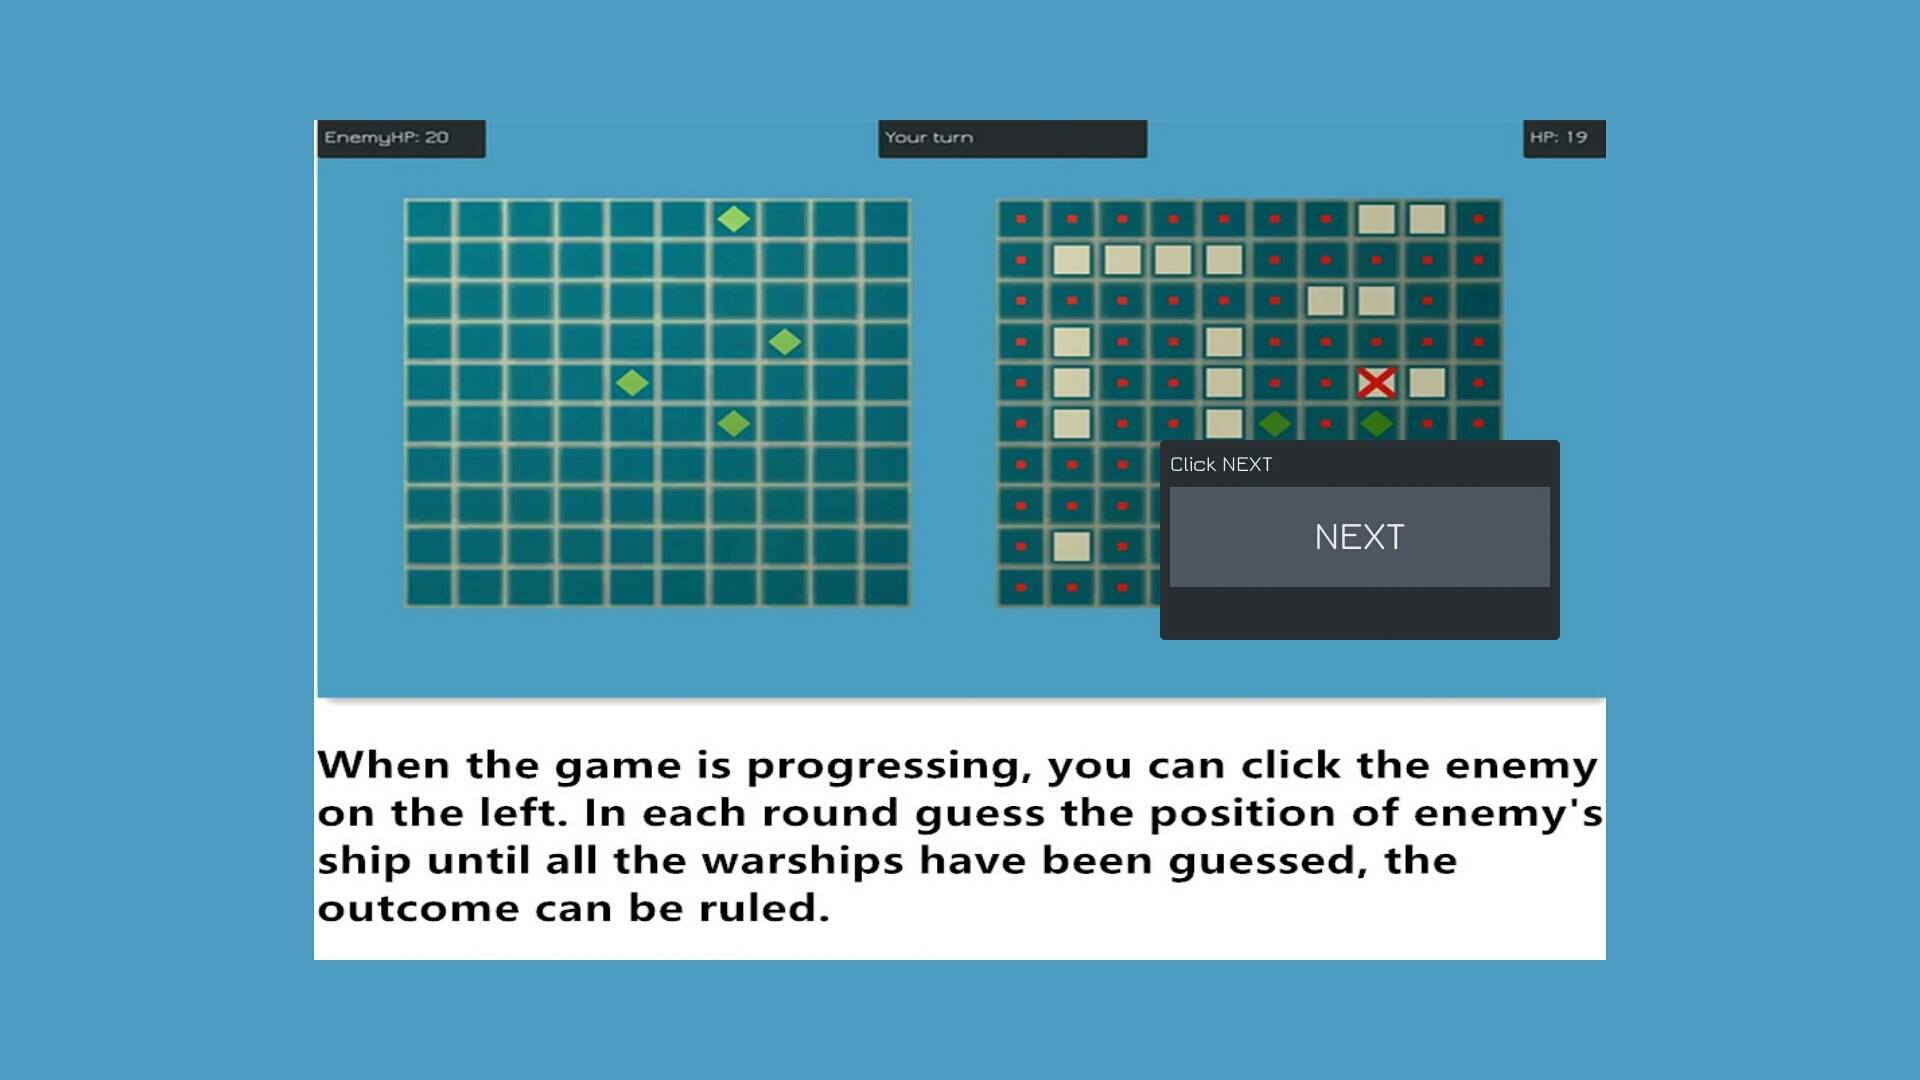 EnemyHP: 20
Your turn
HP: 19
Click NEXT
NEXT
When the game is progressing, you can click the enemy
on the left. In each round guess the position of enemy's
ship until all the warships have been guessed, the
outcome can be ruled.